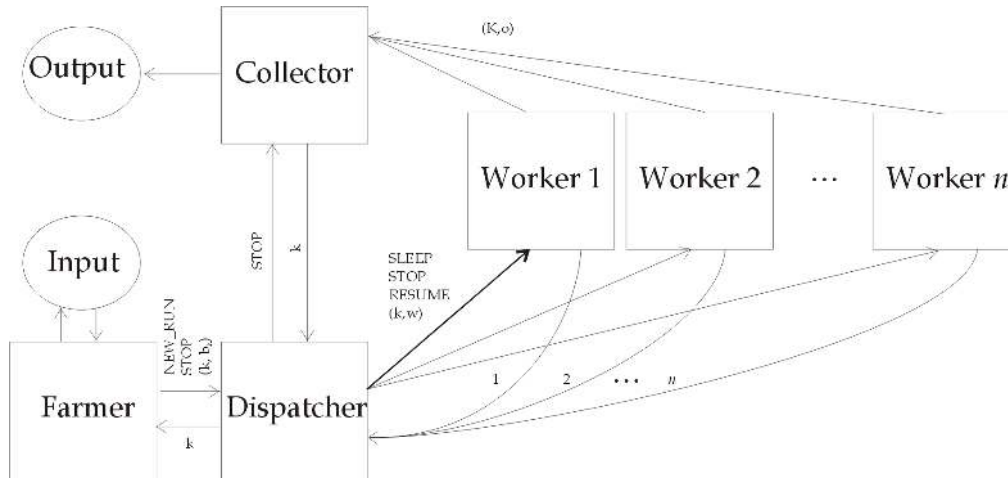 (K,o)
Output
Collector
Worker 1
Worker 2
...
Worker n
Input
STOP
k
SLEEP
STOP
RESUME
(k,w)
NEW_RUN
STOP
(k, b,)
Farmer
Dispatcher
k
1
2
...
n